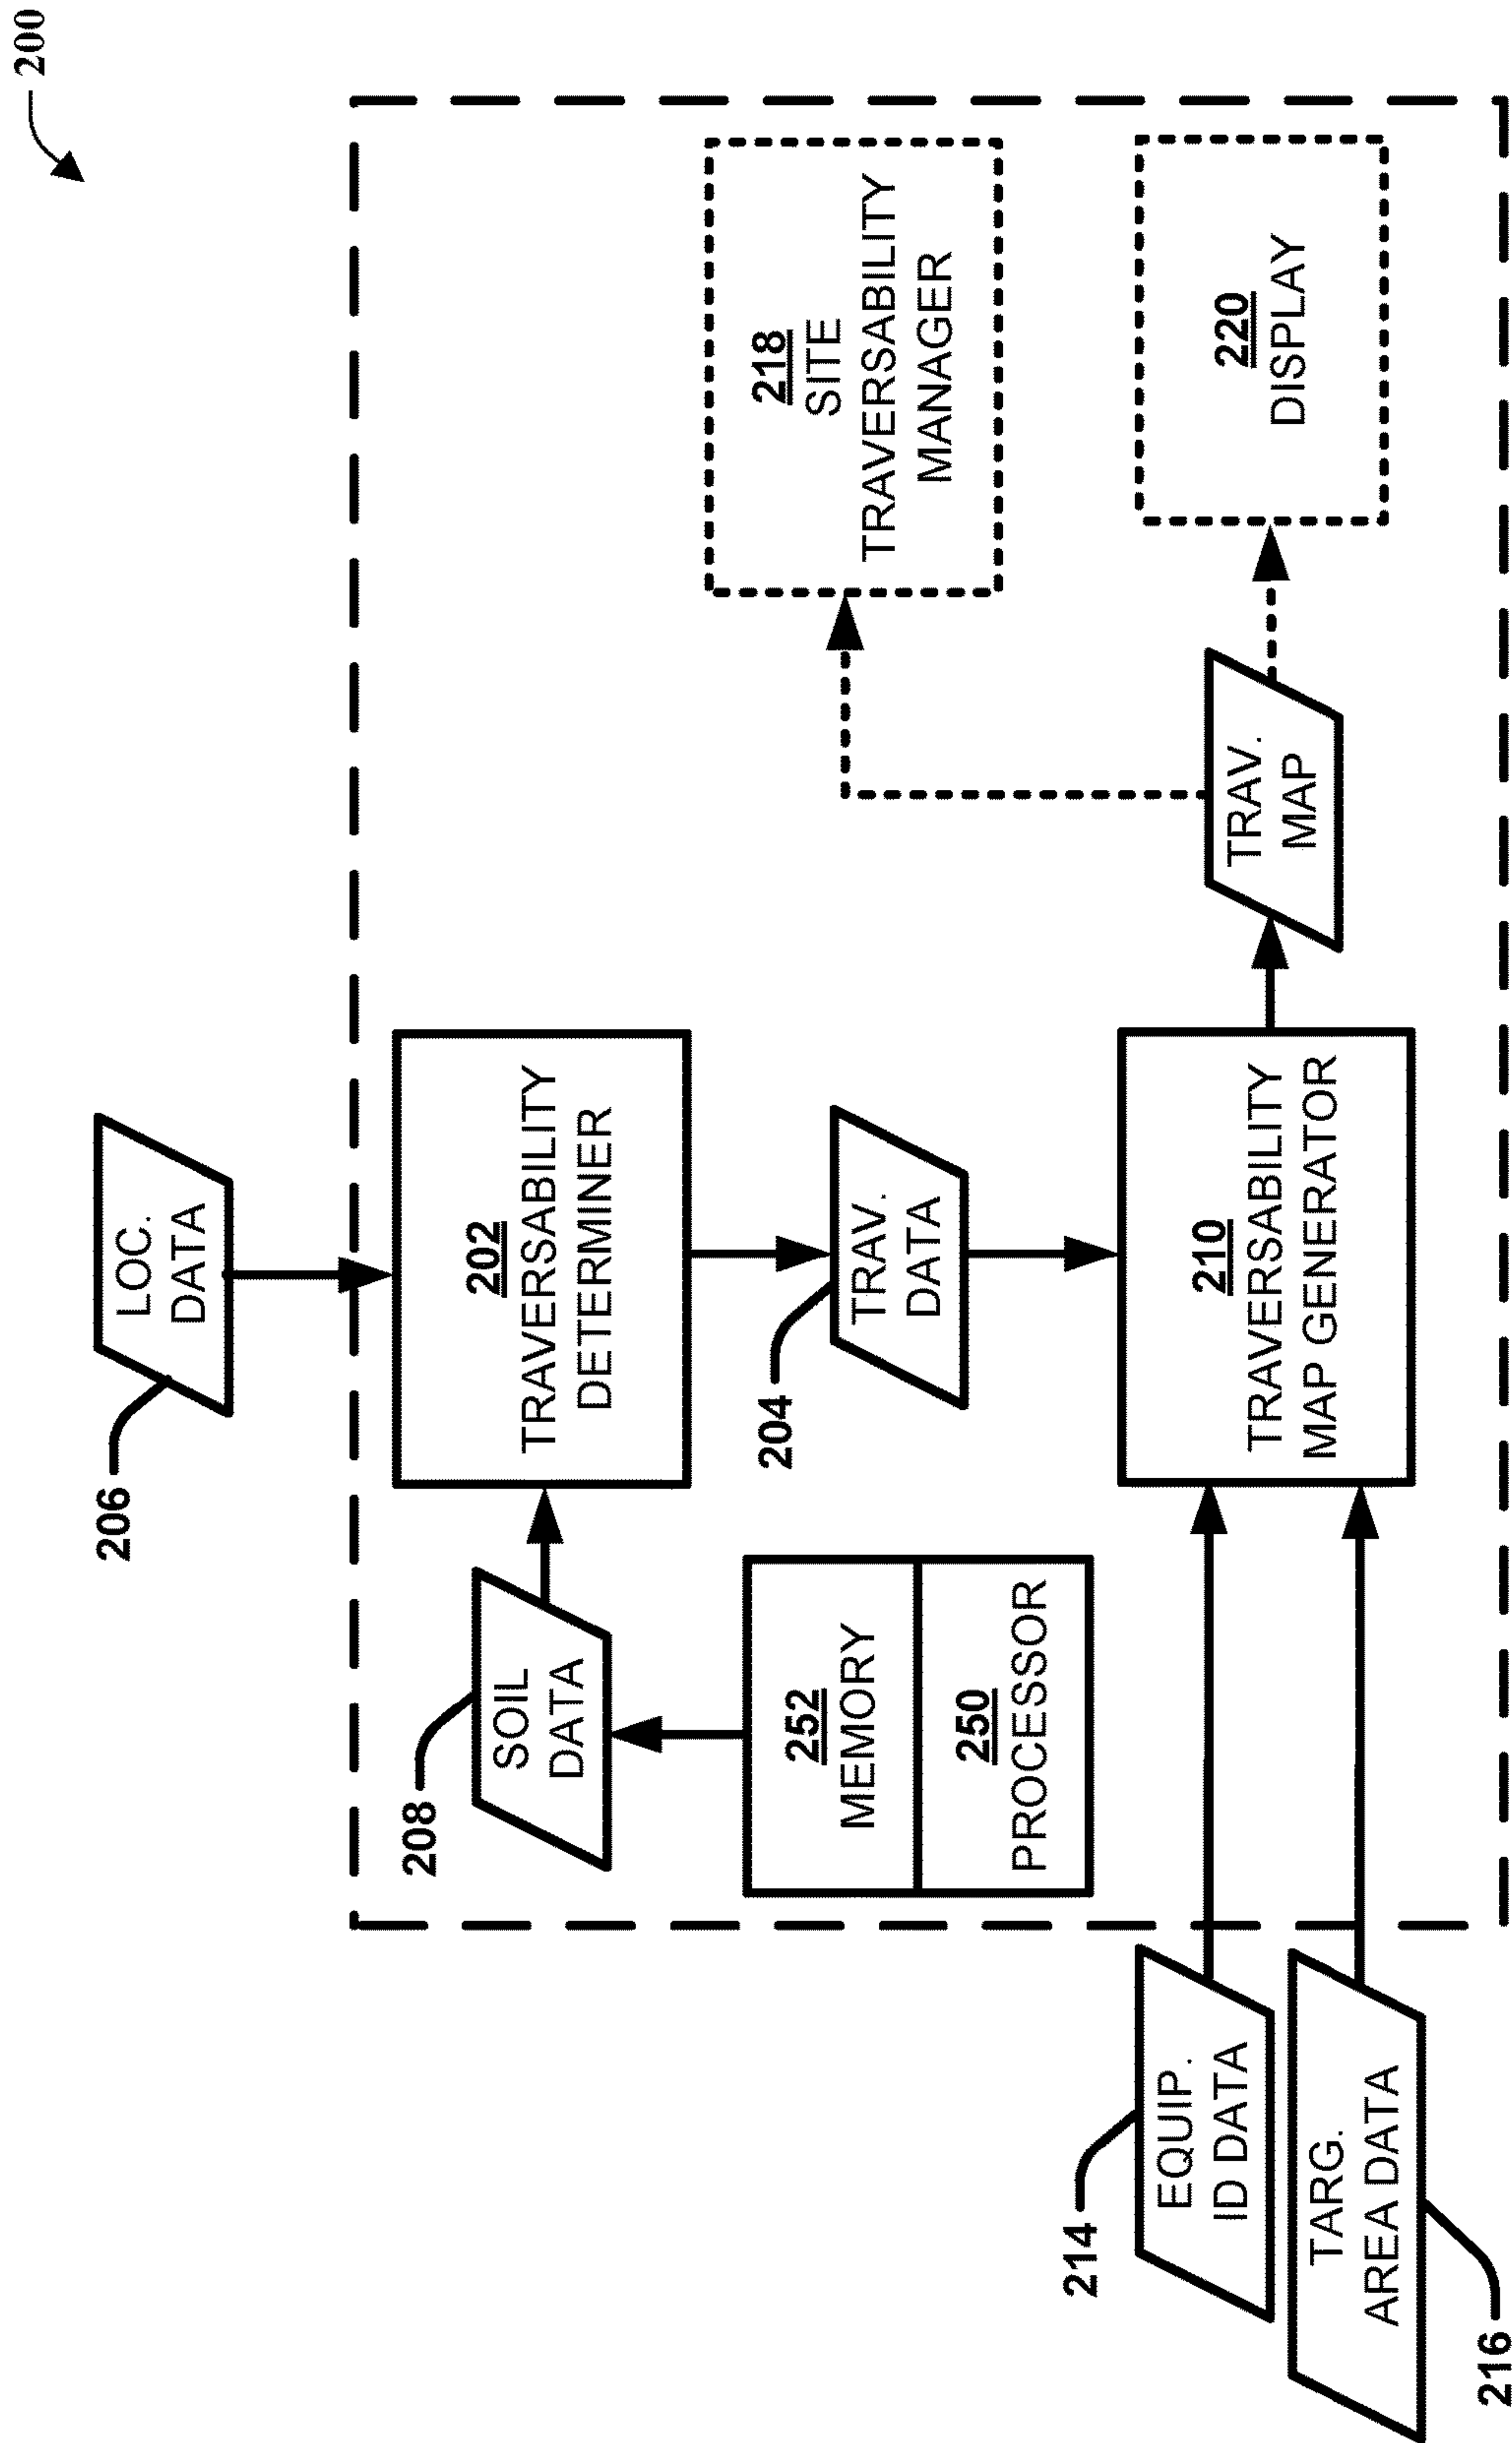 200
206
LOC.
DATA
208
SOIL
DATA
202
TRAVERSABILITY
DETERMINER
218
SITE
TRAVERSABILITY
MANAGER
252
MEMORY
250
PROCESSOR
204
TRAV.
DATA
214
EQUIP.
ID DATA
216
TARG.
AREA DATA
210
TRAVERSABILITY
MAP GENERATOR
TRAV.
MAP
220
DISPLAY